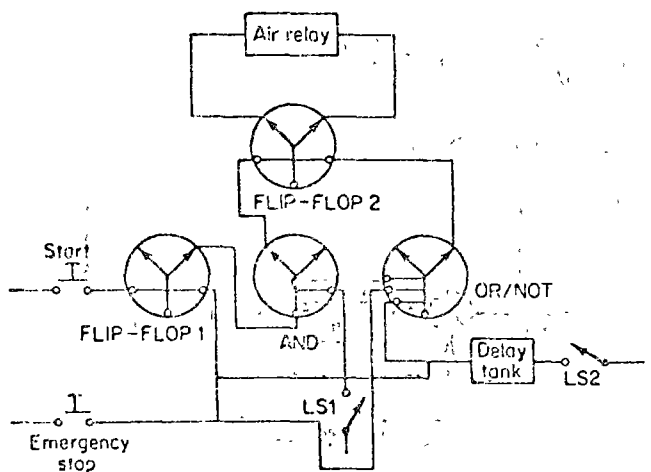 Air relay
FLIP-FLOP 2
Start
FLIP-FLOP 1
AND
OR/NOT
Delay
tank
LS2
LS1
Emergency
stop